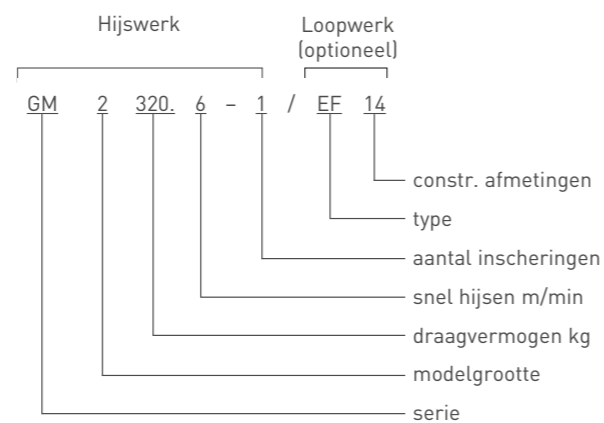 Hijswerk
Loopwerk
(optioneel)
GM 2 320. 6 – 1 / EF 14
constr. afmetingen
type
aantal inscheringen
snel hijsen m/min
draagvermogen kg
modelgrootte
serie